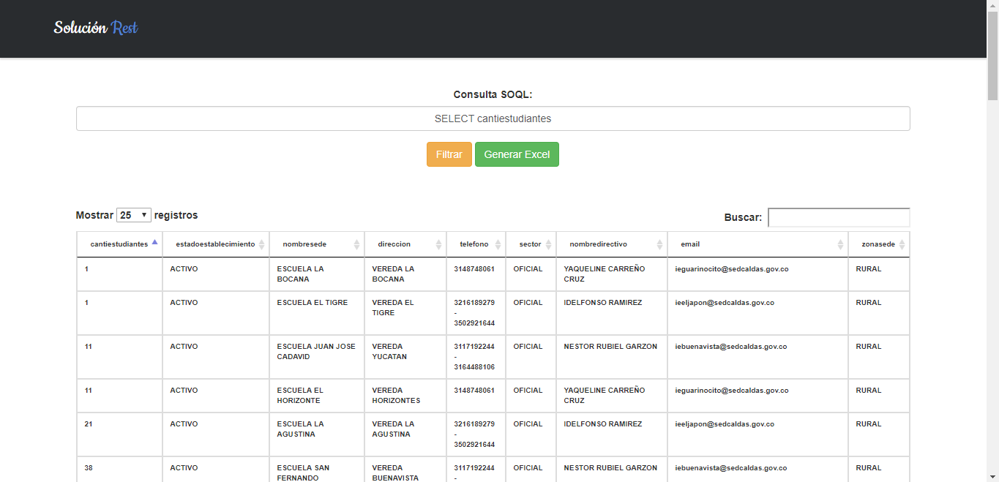 Solución Rest
Consulta SOQL:
SELECT cantiestudiantes
Filtrar Generar Excel
Mostrar 25 registros Buscar:
cantiestudiantes estadoestablecimiento nombresede direccion telefono sector nombredirectivo email zonasede
1 ACTIVO ESCUELA LA VEREDA LA 3148748061 OFICIAL YAQUELINE CARREÑO ieguarinocito@sedcaldas.gov.co RURAL
BOCANA BOCANA CRUZ
1 ACTIVO ESCUELA EL TIGRE VEREDA EL 3216189279 OFICIAL IDELFONSO RAMIREZ ieeljapon@sedcaldas.gov.co RURAL
TIGRE -
3502921644
11 ACTIVO ESCUELA JUAN JOSE VEREDA 3117192244 OFICIAL NESTOR RUBIEL GARZON iebuenavista@sedcaldas.gov.co RURAL
CADAVID YUCATAN -
3164488106
11 ACTIVO ESCUELA EL VEREDA 3148748061 OFICIAL YAQUELINE CARREÑO ieguarinocito@sedcaldas.gov.co RURAL
HORIZONTE HORIZONTES CRUZ
21 ACTIVO ESCUELA LA VEREDA LA 3216189279 OFICIAL IDELFONSO RAMIREZ ieeljapon@sedcaldas.gov.co RURAL
AGUSTINA AGUSTINA -
3502921644
38 ACTIVO ESCUELA SAN VEREDA 3117192244 OFICIAL NESTOR RUBIEL GARZON iebuenavista@sedcaldas.gov.co RURAL
FERNANDO BUENAVISTA -